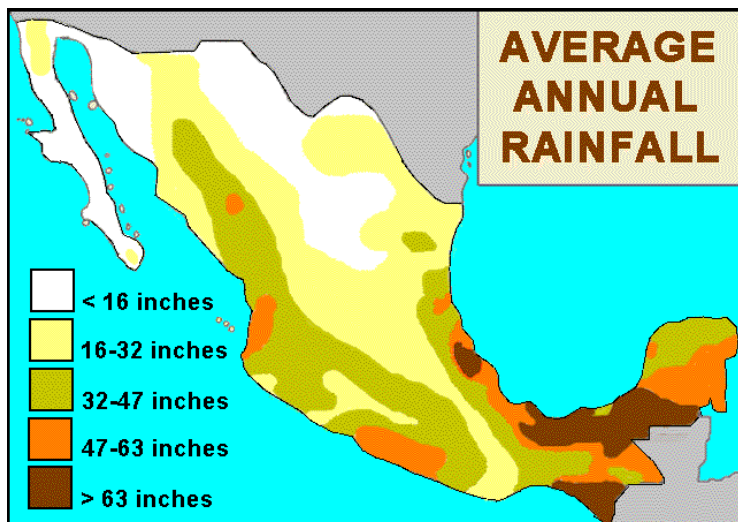 AVERAGE
ANNUAL
RAINFALL
< 16 inches
16-32 inches
32-47 inches
47-63 inches
> 63 inches